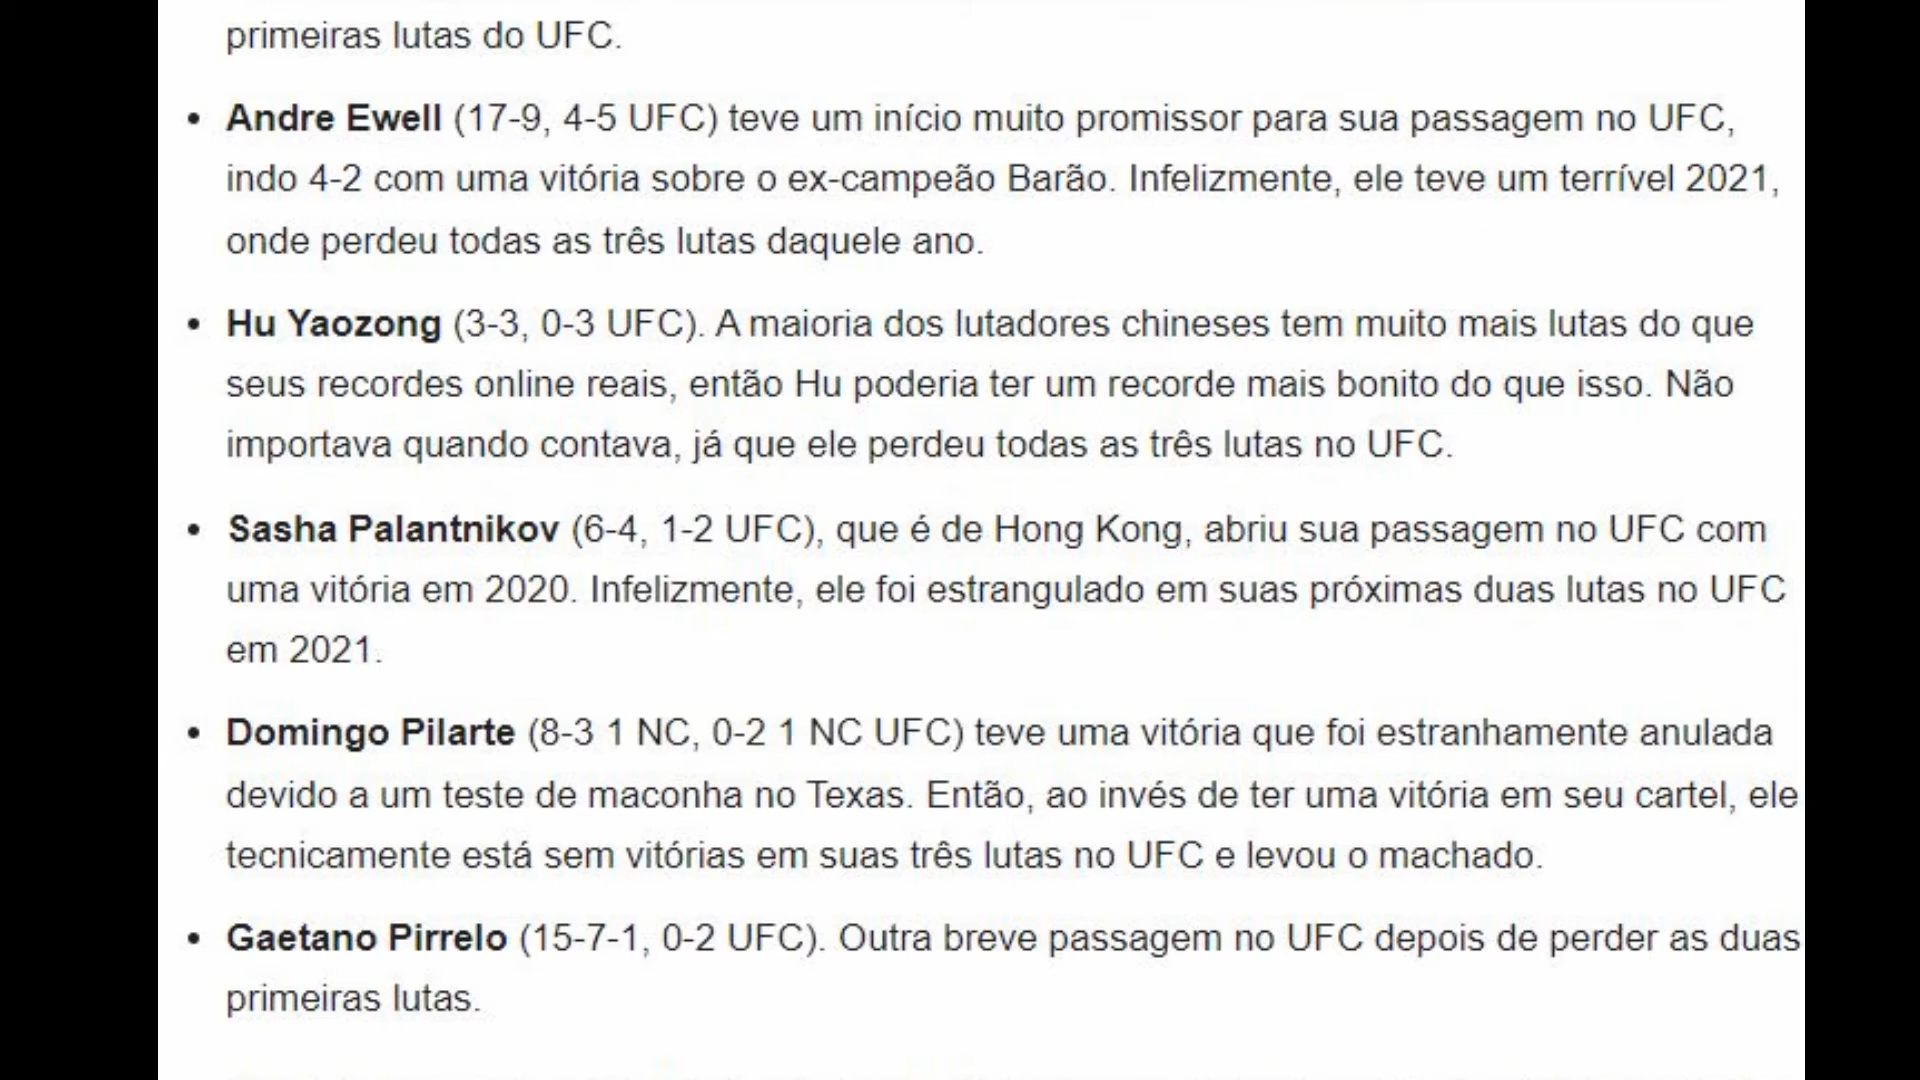 primeiras lutas do UFC.
• Andre Ewell (17-9, 4-5 UFC) teve um início muito promissor para sua passagem no UFC,
indo 4-2 com uma vitória sobre o ex-campeão Barão. Infelizmente, ele teve um terrível 2021,
onde perdeu todas as três lutas daquele ano.
• Hu Yaozong (3-3, 0-3 UFC). A maioria dos lutadores chineses tem muito mais lutas do que
seus recordes online reais, então Hu poderia ter um recorde mais bonito do que isso. Não
importava quando contava, já que ele perdeu todas as três lutas no UFC.
• Sasha Palantnikov (6-4, 1-2 UFC), que é de Hong Kong, abriu sua passagem no UFC com
uma vitória em 2020. Infelizmente, ele foi estrangulado em suas próximas duas lutas no UFC
em 2021.
• Domingo Pilarte (8-3 1 NC, 0-2 1 NC UFC) teve uma vitória que foi estranhamente anulada
devido a um teste de maconha no Texas. Então, ao invés de ter uma vitória em seu cartel, ele
tecnicamente está sem vitórias em suas três lutas no UFC e levou o machado.
• Gaetano Pirrelo (15-7-1, 0-2 UFC). Outra breve passagem no UFC depois de perder as duas
primeiras lutas.